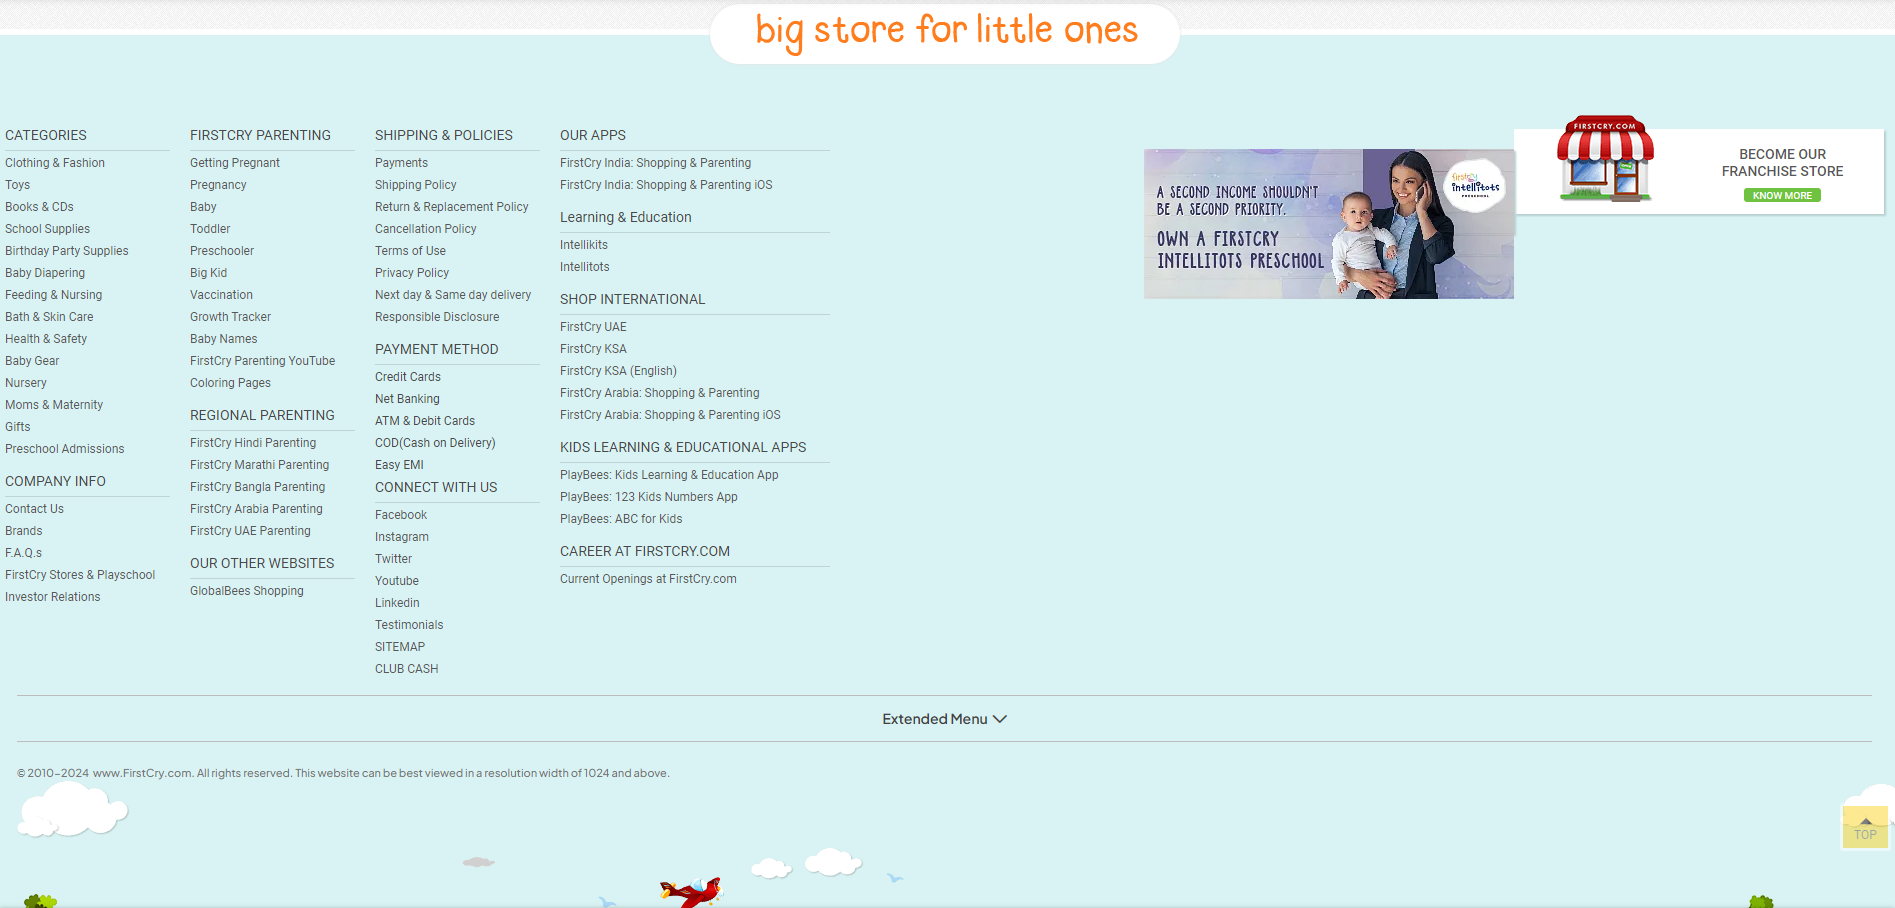 big store for little ones
CATEGORIES
Clothing & Fashion
Toys
Books & CDs
School Supplies
Birthday Party Supplies
Baby Diapering
Feeding & Nursing
Bath & Skin Care
Health & Safety
Baby Gear
Nursery
Moms & Maternity
Gifts
Preschool Admissions
COMPANY INFO
Contact Us
Brands
F.A.Q.s
FirstCry Stores & Playschool
Investor Relations
FIRSTCRY PARENTING
Getting Pregnant
Pregnancy
Baby
Toddler
Preschooler
Big Kid
Vaccination
Growth Tracker
Baby Names
FirstCry Parenting YouTube
Coloring Pages
REGIONAL PARENTING
FirstCry Hindi Parenting
FirstCry Marathi Parenting
FirstCry Bangla Parenting
FirstCry Arabia Parenting
FirstCry UAE Parenting
OUR OTHER WEBSITES
GlobalBees Shopping
SHIPPING & POLICIES
Payments
Shipping Policy
Return & Replacement Policy
Cancellation Policy
Terms of Use
Privacy Policy
Next day & Same day delivery
Responsible Disclosure
PAYMENT METHOD
Credit Cards
Net Banking
ATM & Debit Cards
COD(Cash on Delivery)
Easy EMI
CONNECT WITH US
Facebook
Instagram
Twitter
Youtube
Linkedin
Testimonials
SITEMAP
CLUB CASH
OUR APPS
FirstCry India: Shopping & Parenting
FirstCry India: Shopping & Parenting iOS
Learning & Education
Intellikits
Intellitots
SHOP INTERNATIONAL
FirstCry UAE
FirstCry KSA
FirstCry KSA (English)
FirstCry Arabia: Shopping & Parenting
FirstCry Arabia: Shopping & Parenting iOS
KIDS LEARNING & EDUCATIONAL APPS
PlayBees: Kids Learning & Education App
PlayBees: 123 Kids Numbers App
PlayBees: ABC for Kids
CAREER AT FIRSTCRY.COM
Current Openings at FirstCry.com
A SECOND INCOME SHOULDN'T
BE A SECOND PRIORITY.
OWN A FIRSTCRY
INTELLITOTS PRESCHOOL
firstcry
intellitots
PRESCHOOL
FIRSTCRY.COM
BECOME OUR
FRANCHISE STORE
KNOW MORE
Extended Menu
© 2010-2024 www.FirstCry.com. All rights reserved. This website can be best viewed in a resolution width of 1024 and above.
TOP